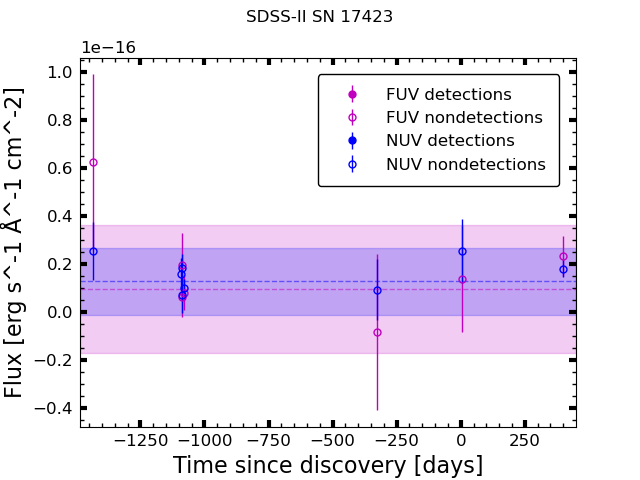 SDSS-II SN 17423
1e−16
1.0
0.8
0.6
0.4
0.2
0.0
−0.2
−0.4
Flux [erg s^-1 Å^-1 cm^-2]
FUV detections
FUV nondetections
NUV detections
NUV nondetections
−1250 −1000 −750 −500 −250 0 250
Time since discovery [days]